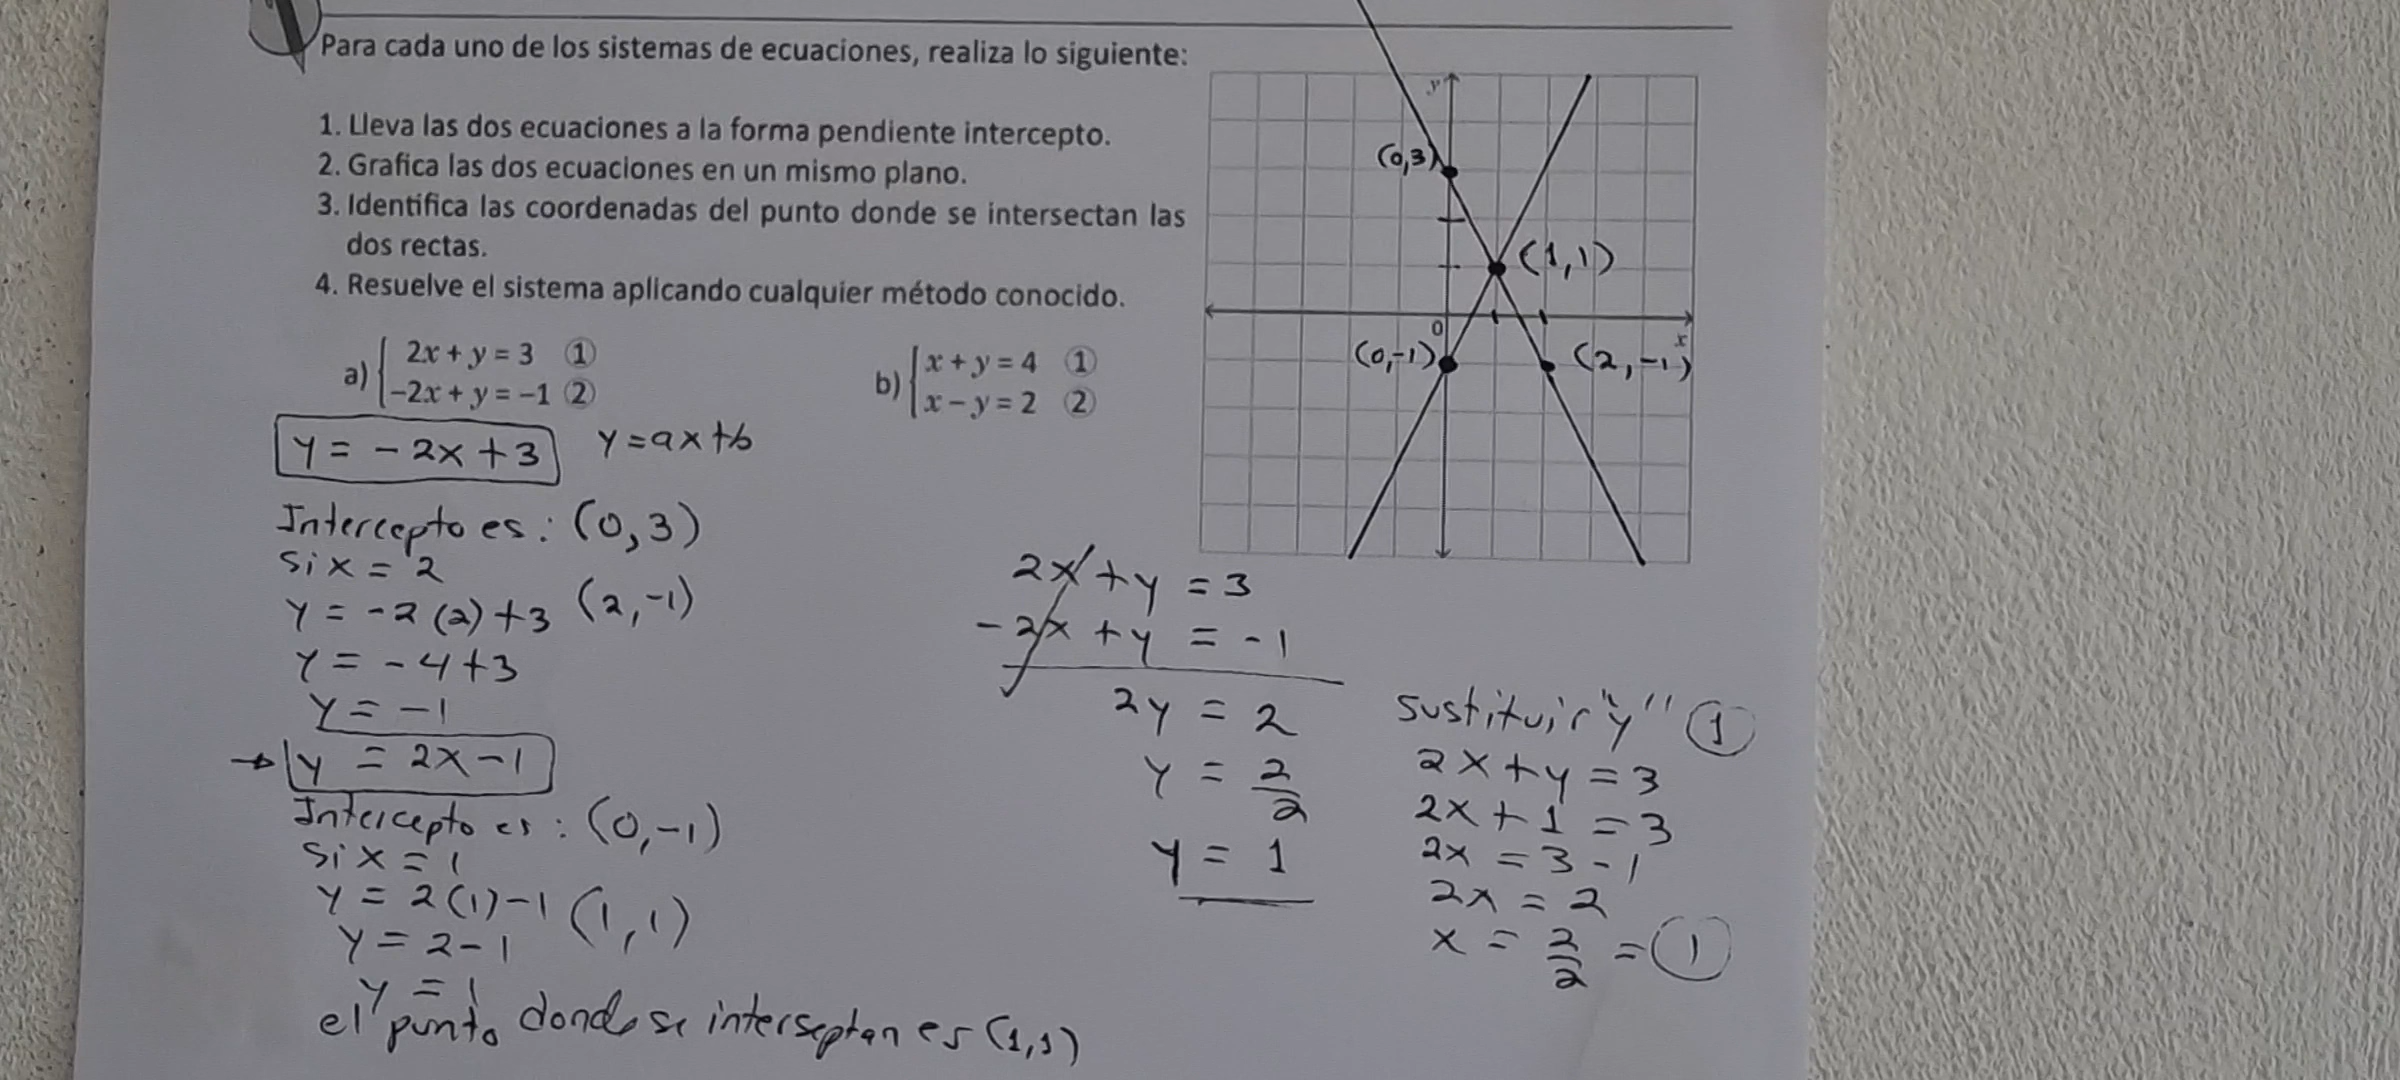 Para cada uno de los sistemas de ecuaciones, realiza lo siguiente:
1. Lleva las dos ecuaciones a la forma pendiente intercepto.
2. Grafica las dos ecuaciones en un mismo plano.
3. Identifica las coordenadas del punto donde se intersectan las
dos rectas.
4. Resuelve el sistema aplicando cualquier método conocido.
a) { 2x + y = 3 ①
-2x + y = -1 ②
b) { x + y = 4 ①
x - y = 2 ②
y
(0,3)
(1,1)
0
x
(0,-1)
(2,-1)
y = -2x+3
y=ax+b
Intercepto es: (0,3)
si x = 2
y = -2(2)+3 (2,-1)
y = -4+3
y = -1
→ y = 2x-1
Intercepto es: (0,-1)
si x = 1
y = 2(1)-1 (1,1)
y = 2-1
y = 1
el punto donde se interseptan es (1,1)
2x+y = 3
-2x+y = -1
2y = 2
y = 2/2
y = 1
sustituir "y" ①
2x+y=3
2x+1=3
2x = 3-1
2x = 2
x = 2/2 = 1